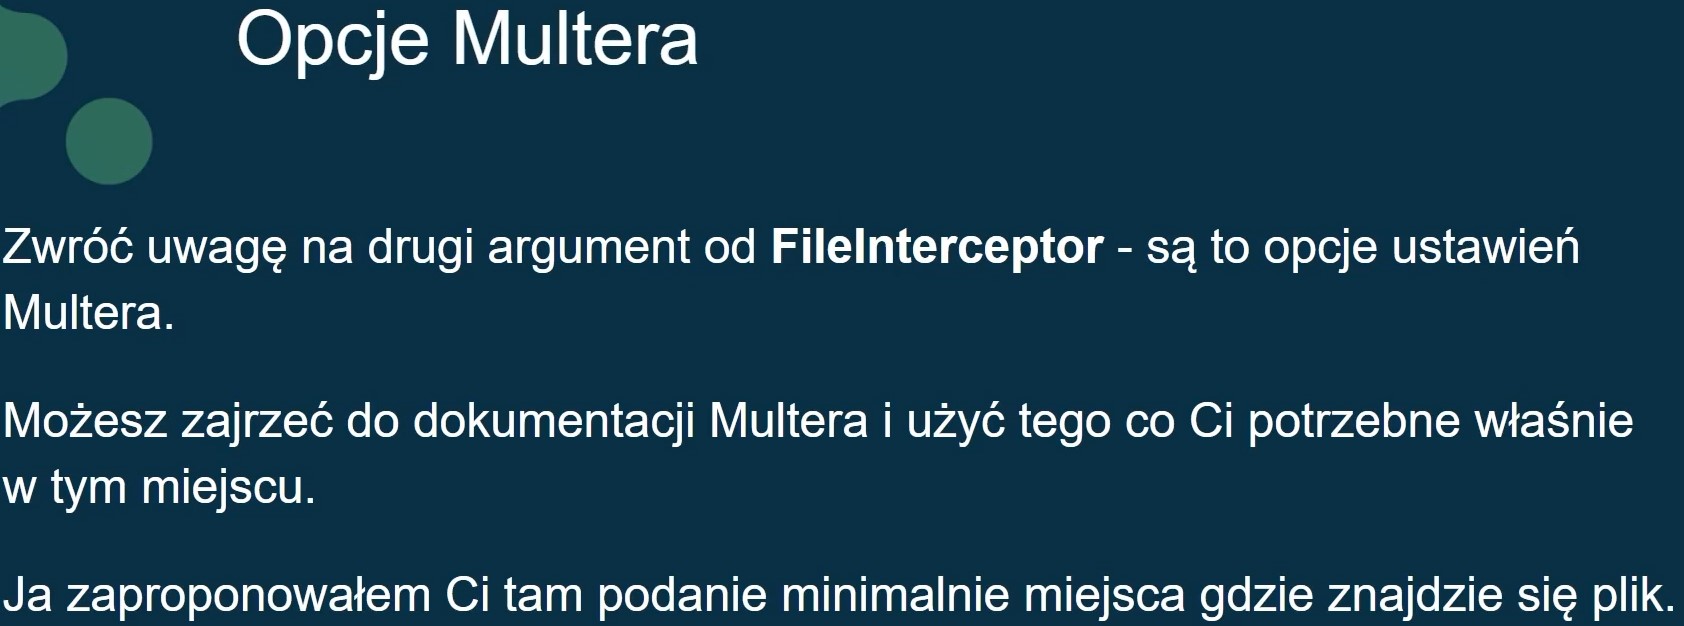 Opcje Multera
Zwróć uwagę na drugi argument od FileInterceptor - są to opcje ustawień
Multera.
Możesz zajrzeć do dokumentacji Multera i użyć tego co Ci potrzebne właśnie
w tym miejscu.
Ja zaproponowałem Ci tam podanie minimalnie miejsca gdzie znajdzie się plik.